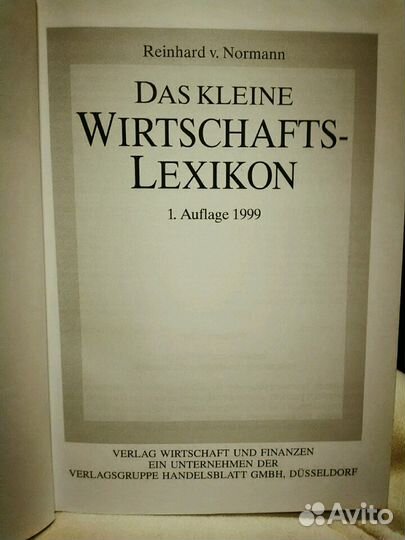 Reinhard v. Normann
DAS KLEINE
WIRTSCHAFTS-
LEXIKON
1. Auflage 1999
VERLAG WIRTSCHAFT UND FINANZEN
EIN UNTERNEHMEN DER
VERLAGSGRUPPE HANDELSBLATT GMBH, DÜSSELDORF
Avito